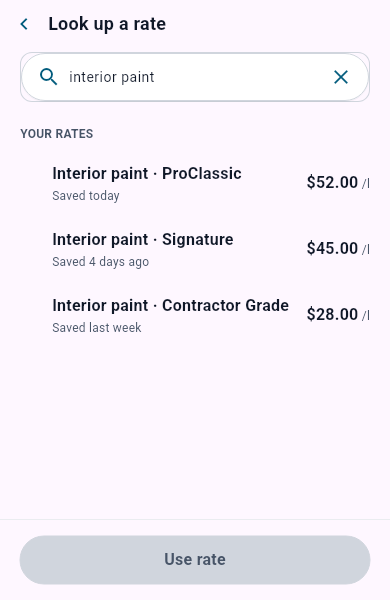 Look up a rate
interior paint
YOUR RATES
Interior paint · ProClassic
$52.00 /l
Saved today
Interior paint · Signature
$45.00 /l
Saved 4 days ago
Interior paint · Contractor Grade
$28.00 /l
Saved last week
Use rate